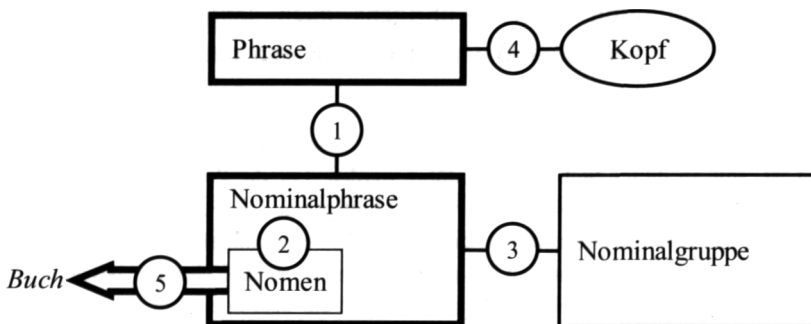 Phrase
4
Kopf
1
Nominalphrase
2
3
Nominalgruppe
Buch
5
Nomen